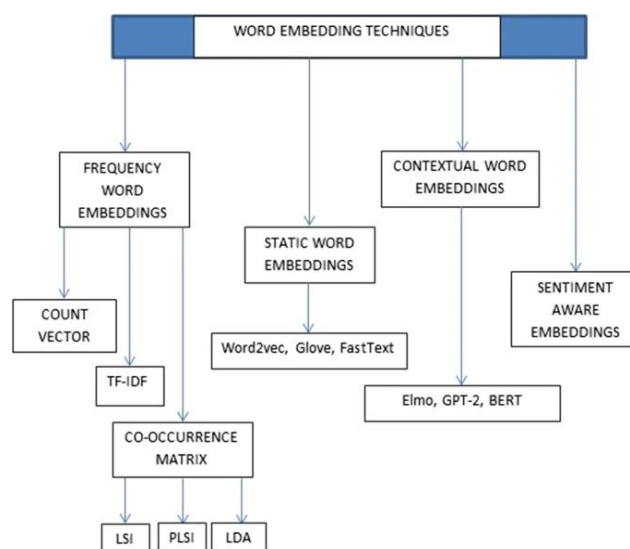 WORD EMBEDDING TECHNIQUES
FREQUENCY
WORD
EMBEDDINGS
CONTEXTUAL WORD
EMBEDDINGS
STATIC WORD
EMBEDDINGS
SENTIMENT
AWARE
EMBEDDINGS
COUNT
VECTOR
Word2vec, Glove, FastText
TF-IDF
Elmo, GPT-2, BERT
CO-OCCURRENCE
MATRIX
LSI
PLSI
LDA